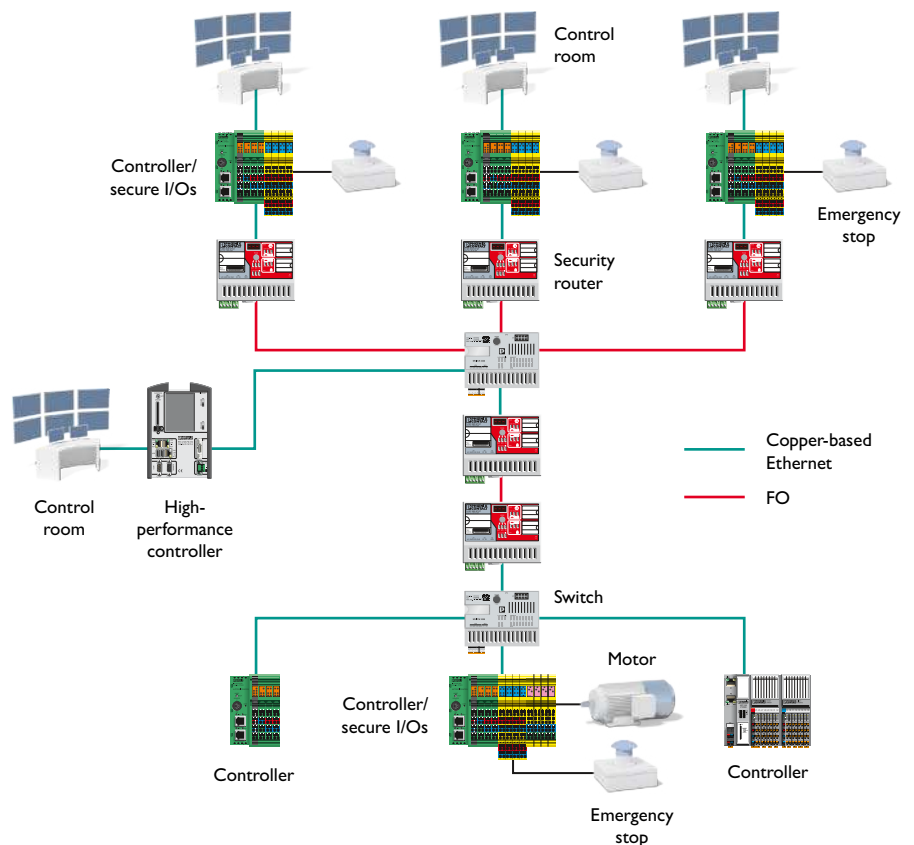 Control
room
Controller/
secure I/Os
Emergency
stop
Security
router
Copper-based
Ethernet
FO
Control
room
High-
performance
controller
Switch
Motor
Controller/
secure I/Os
Controller
Controller
Emergency
stop